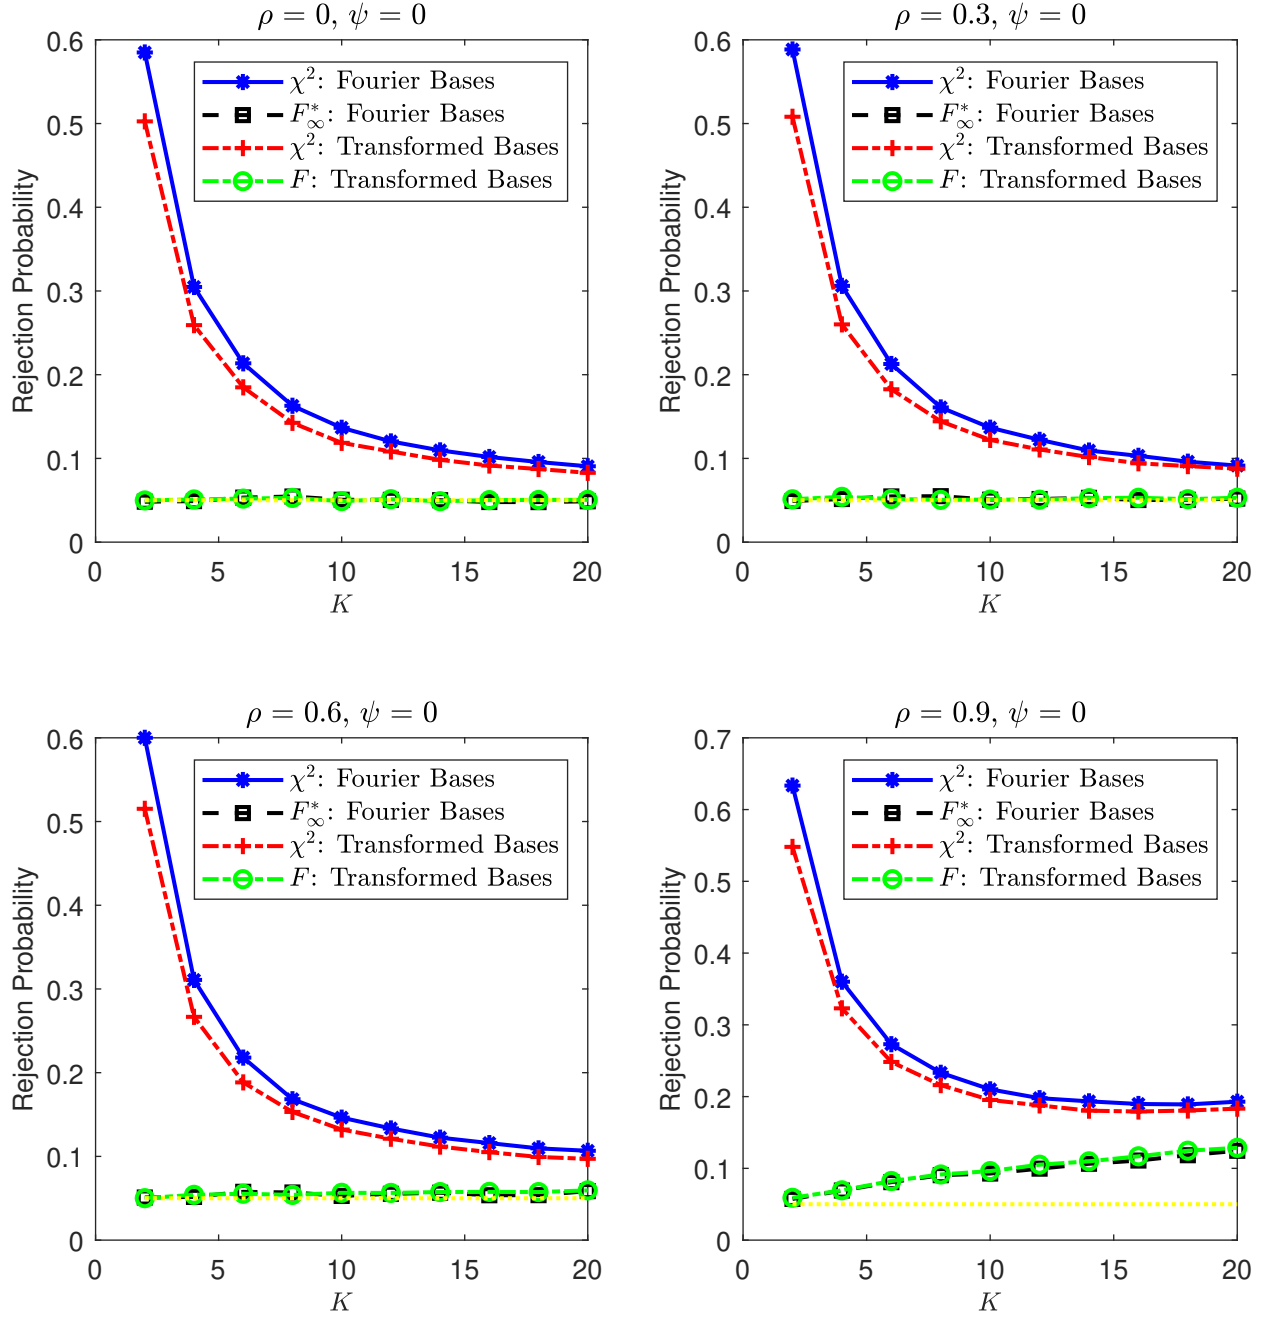 ρ = 0, ψ = 0
0.6
0.5
0.4
0.3
0.2
0.1
0
Rejection Probability
χ²: Fourier Bases
F*∞: Fourier Bases
χ²: Transformed Bases
F: Transformed Bases
0 5 10 15 20
K
ρ = 0.3, ψ = 0
0.6
0.5
0.4
0.3
0.2
0.1
0
Rejection Probability
χ²: Fourier Bases
F*∞: Fourier Bases
χ²: Transformed Bases
F: Transformed Bases
0 5 10 15 20
K
ρ = 0.6, ψ = 0
0.6
0.5
0.4
0.3
0.2
0.1
0
Rejection Probability
χ²: Fourier Bases
F*∞: Fourier Bases
χ²: Transformed Bases
F: Transformed Bases
0 5 10 15 20
K
ρ = 0.9, ψ = 0
0.7
0.6
0.5
0.4
0.3
0.2
0.1
0
Rejection Probability
χ²: Fourier Bases
F*∞: Fourier Bases
χ²: Transformed Bases
F: Transformed Bases
0 5 10 15 20
K